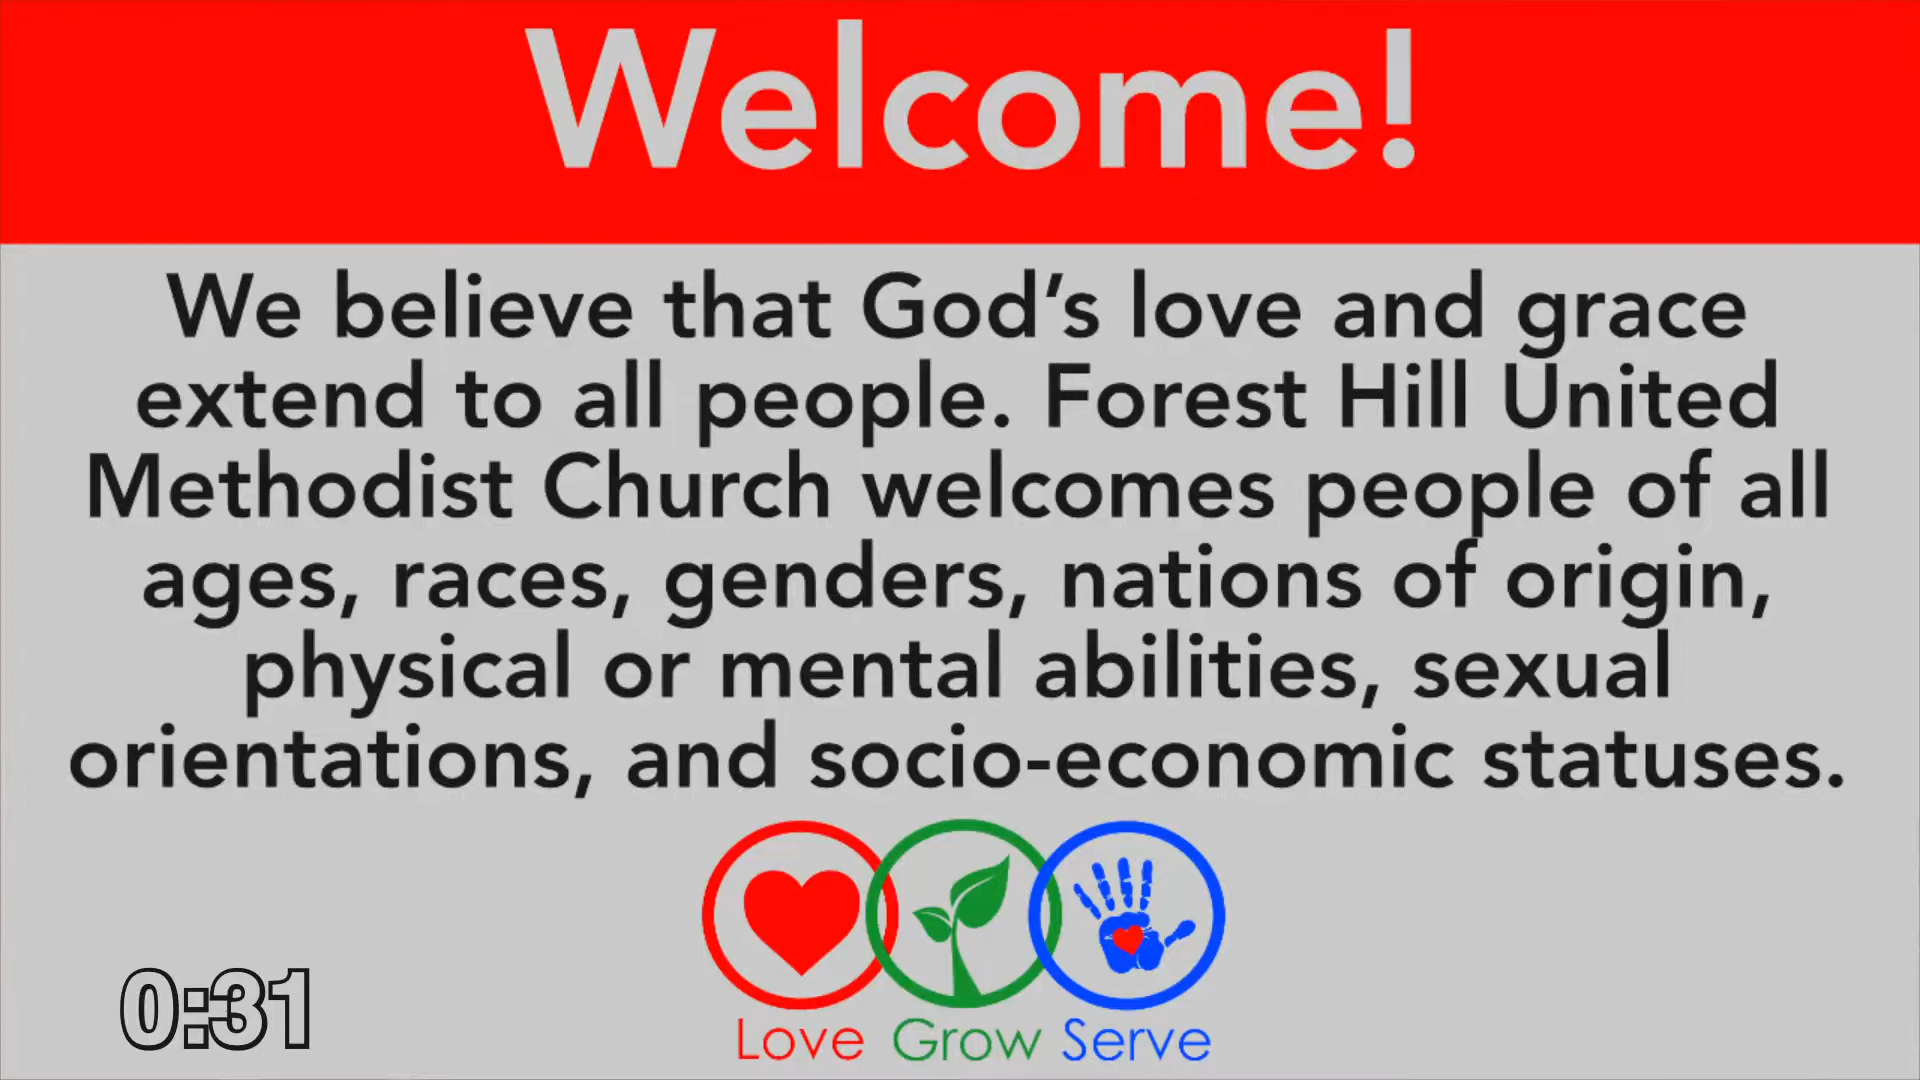 Welcome!
We believe that God’s love and grace
extend to all people. Forest Hill United
Methodist Church welcomes people of all
ages, races, genders, nations of origin,
physical or mental abilities, sexual
orientations, and socio-economic statuses.
0:31
Love Grow Serve